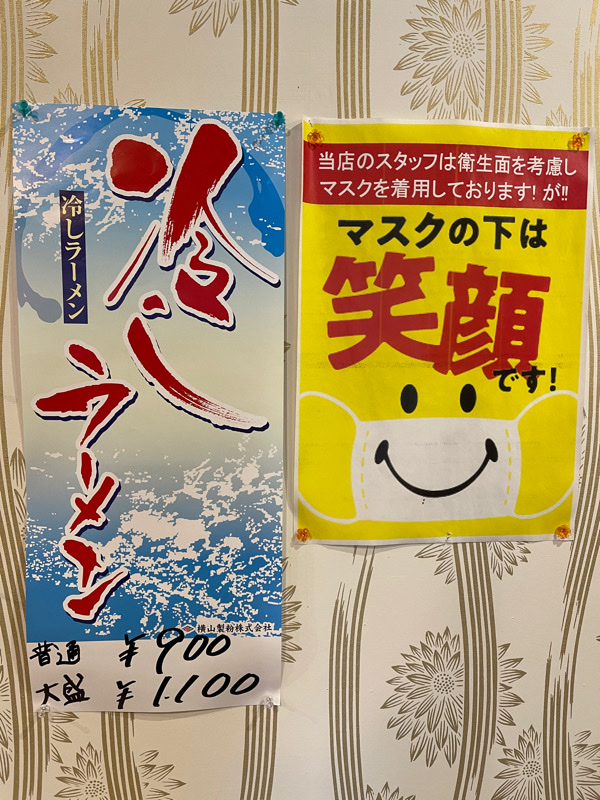 冷しラーメン
冷しラーメン
横山製粉株式会社
普通 ¥900
大盛 ¥1.100
当店のスタッフは衛生面を考慮し
マスクを着用しております!が!!
マスクの下は
笑顔
です!